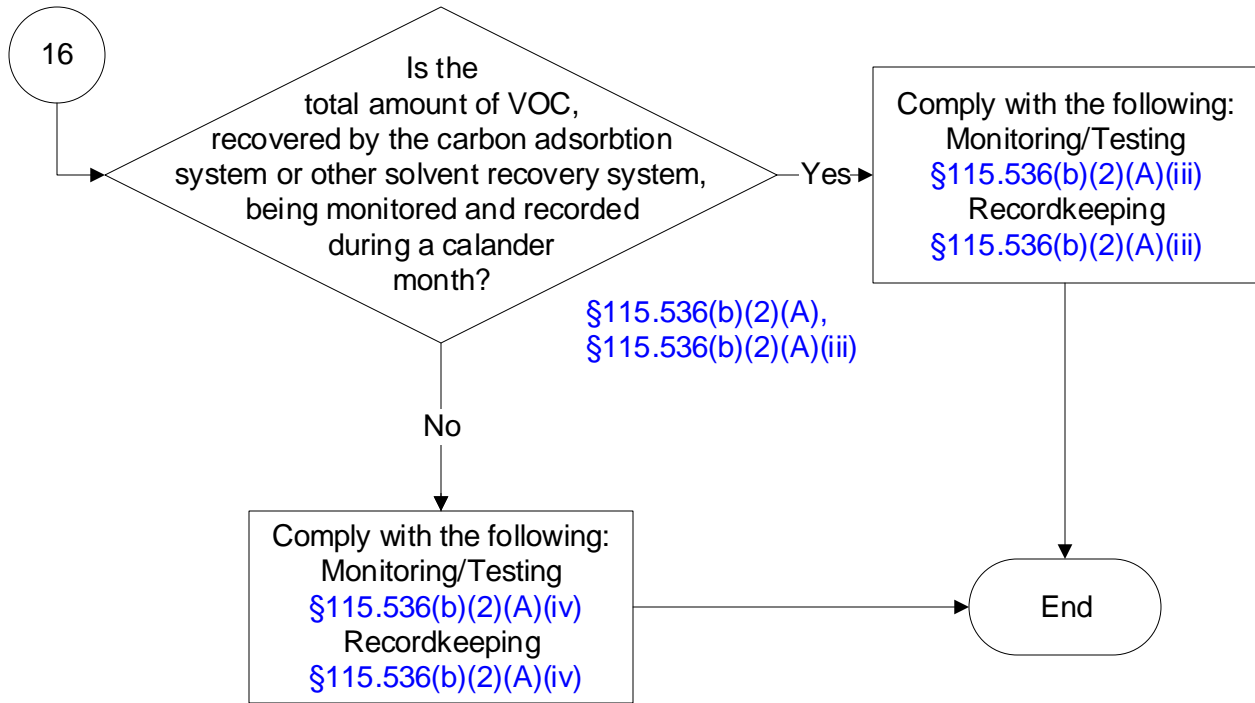 16
Is the
total amount of VOC,
recovered by the carbon adsorbtion
system or other solvent recovery system,
being monitored and recorded
during a calander
month?
Yes
Comply with the following:
Monitoring/Testing
§115.536(b)(2)(A)(iii)
Recordkeeping
§115.536(b)(2)(A)(iii)
§115.536(b)(2)(A),
§115.536(b)(2)(A)(iii)
No
Comply with the following:
Monitoring/Testing
§115.536(b)(2)(A)(iv)
Recordkeeping
§115.536(b)(2)(A)(iv)
End